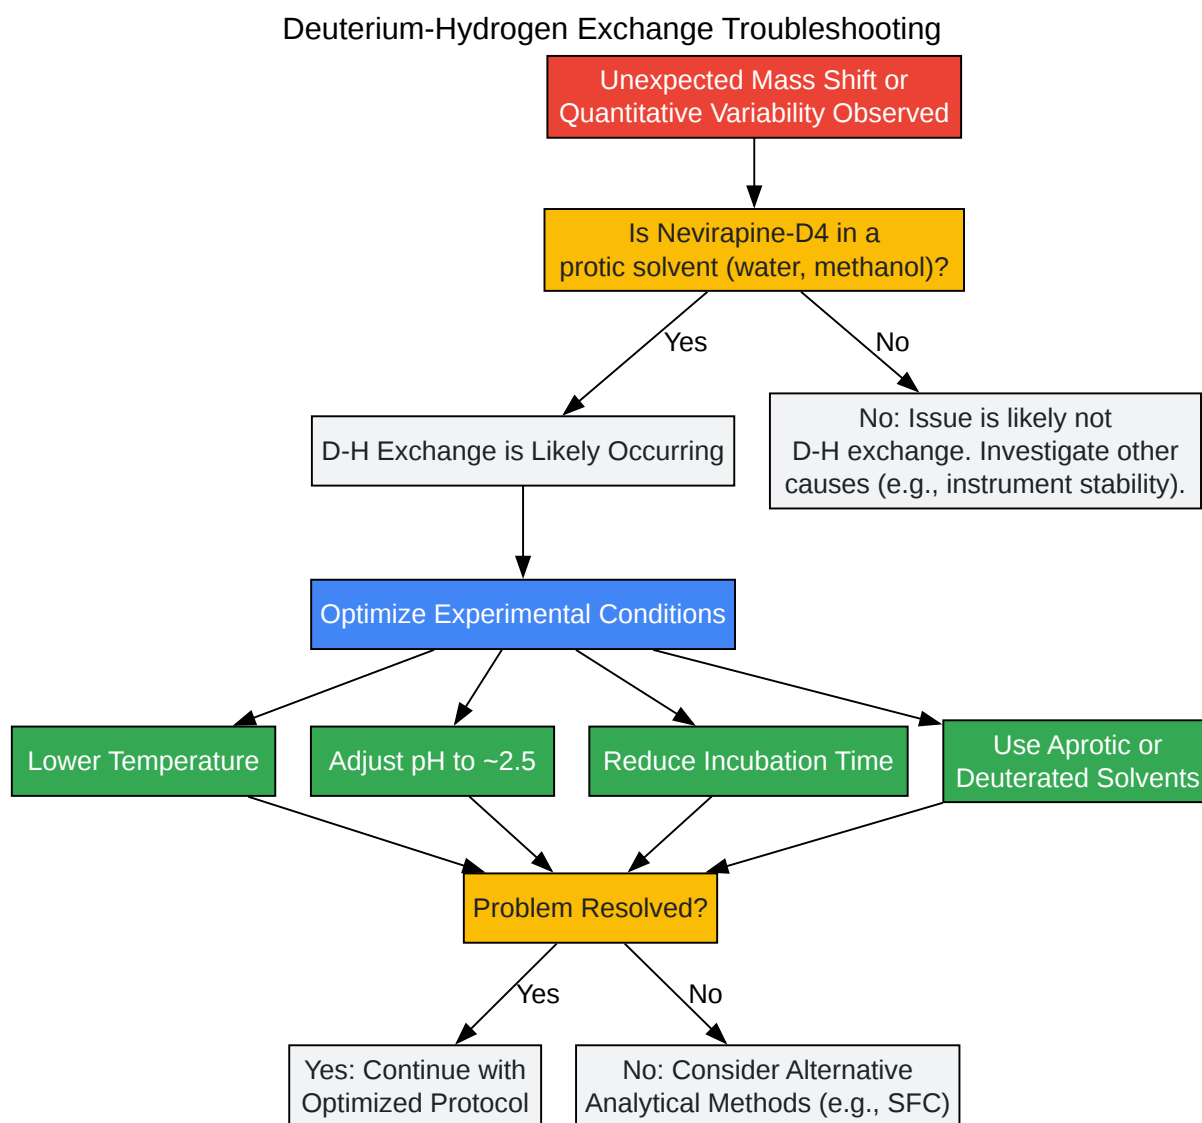 Deuterium-Hydrogen Exchange Troubleshooting
Unexpected Mass Shift or
Quantitative Variability Observed
Is Nevirapine-D4 in a
protic solvent (water, methanol)?
Yes
No
D-H Exchange is Likely Occurring
No: Issue is likely not
D-H exchange. Investigate other
causes (e.g., instrument stability).
Optimize Experimental Conditions
Lower Temperature
Adjust pH to ~2.5
Reduce Incubation Time
Use Aprotic or
Deuterated Solvents
Problem Resolved?
Yes
No
Yes: Continue with
Optimized Protocol
No: Consider Alternative
Analytical Methods (e.g., SFC)